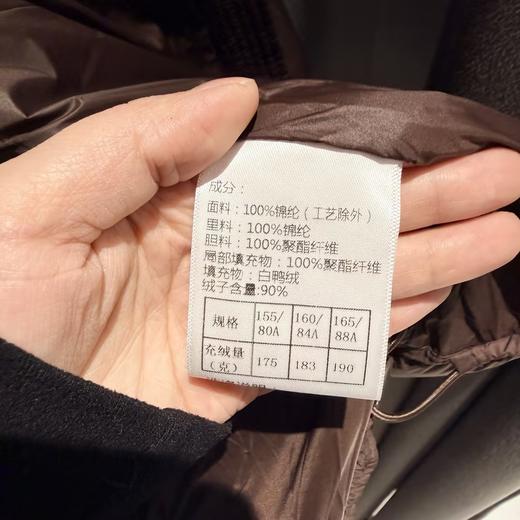 成分：
面料：100%锦纶（工艺除外）
里料：100%锦纶
胆料：100%聚酯纤维
局部填充物：100%聚酯纤维
填充物：白鸭绒
绒子含量:90%
规格 155/80A 160/84A 165/88A
充绒量（克） 175 183 190